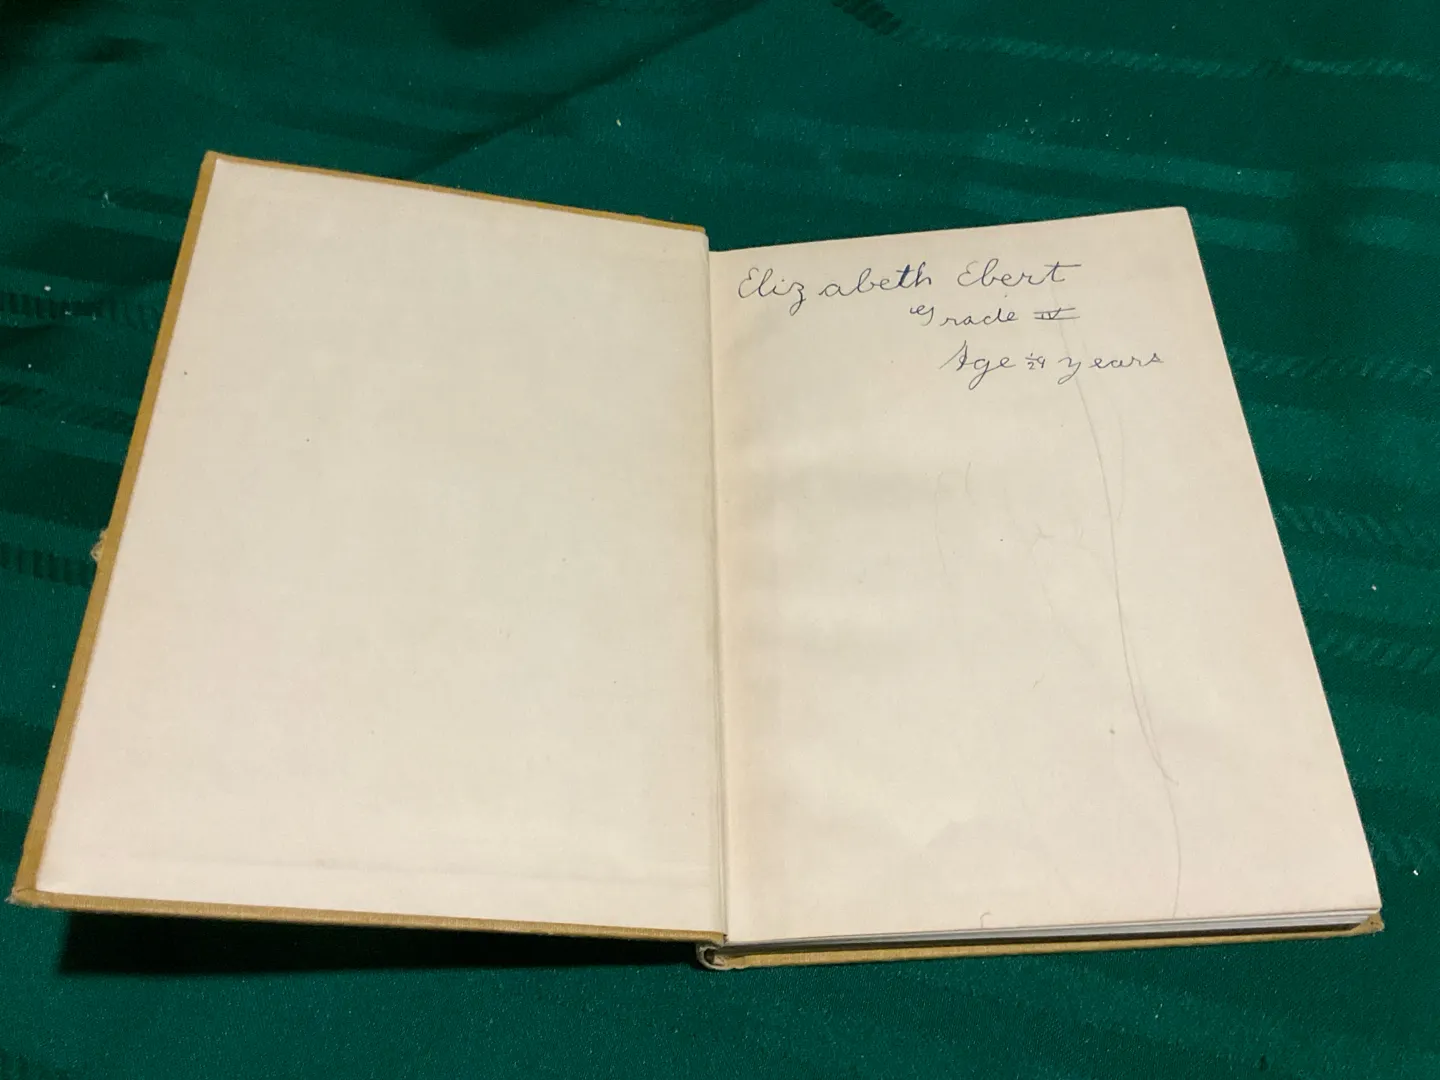 Elizabeth Ebert
Grade IV
Age years